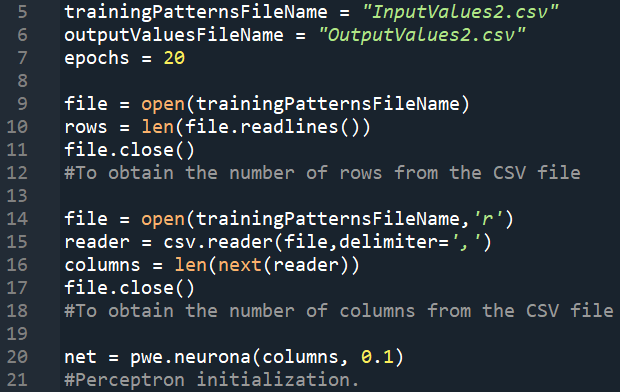 5 trainingPatternsFileName = "InputValues2.csv"
6 outputValuesFileName = "OutputValues2.csv"
7 epochs = 20
8
9 file = open(trainingPatternsFileName)
10 rows = len(file.readlines())
11 file.close()
12 #To obtain the number of rows from the CSV file
13
14 file = open(trainingPatternsFileName,'r')
15 reader = csv.reader(file,delimiter=',')
16 columns = len(next(reader))
17 file.close()
18 #To obtain the number of columns from the CSV file
19
20 net = pwe.neurona(columns, 0.1)
21 #Perceptron initialization.